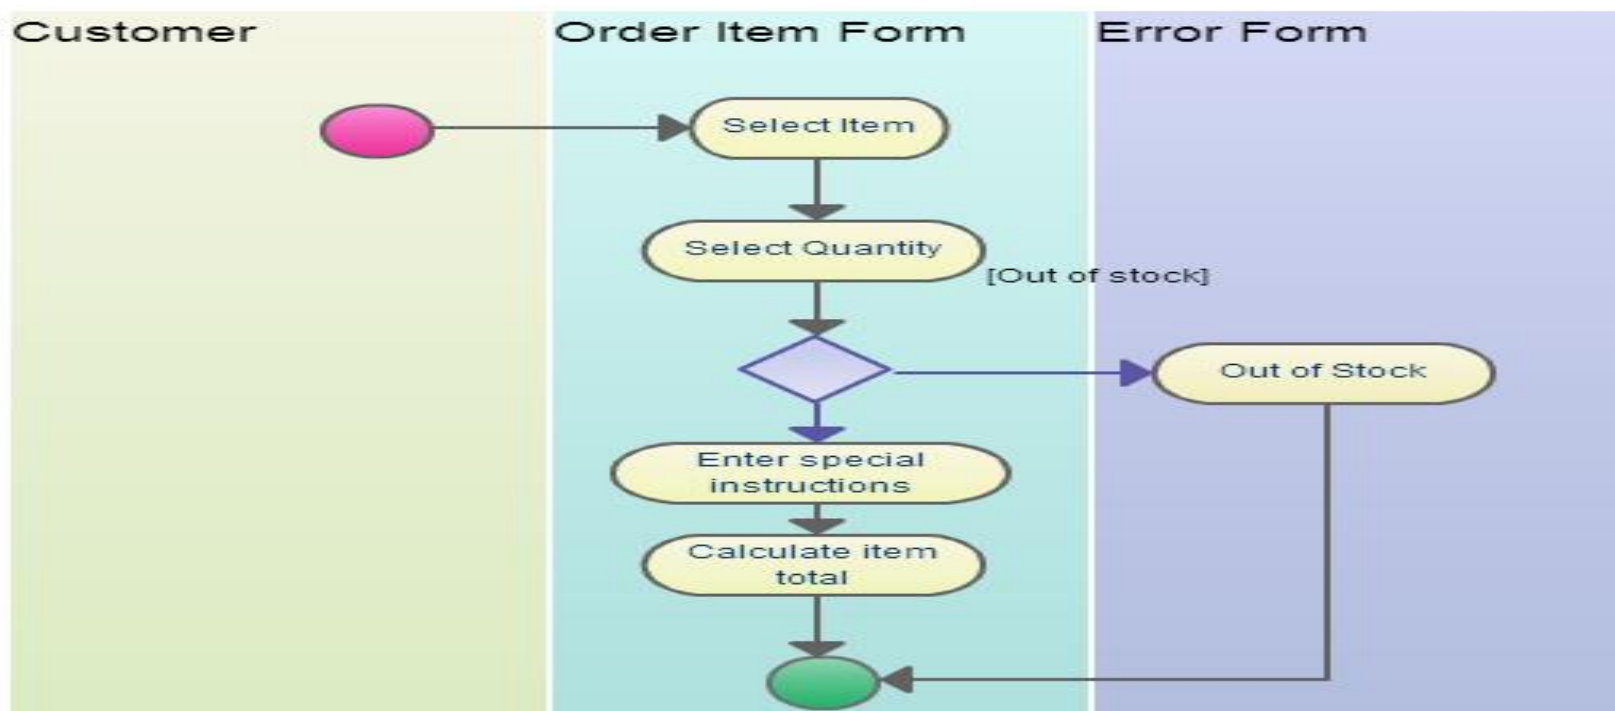 Customer
Order Item Form
Error Form
Select Item
Select Quantity
[Out of stock]
Out of Stock
Enter special
instructions
Calculate item
total